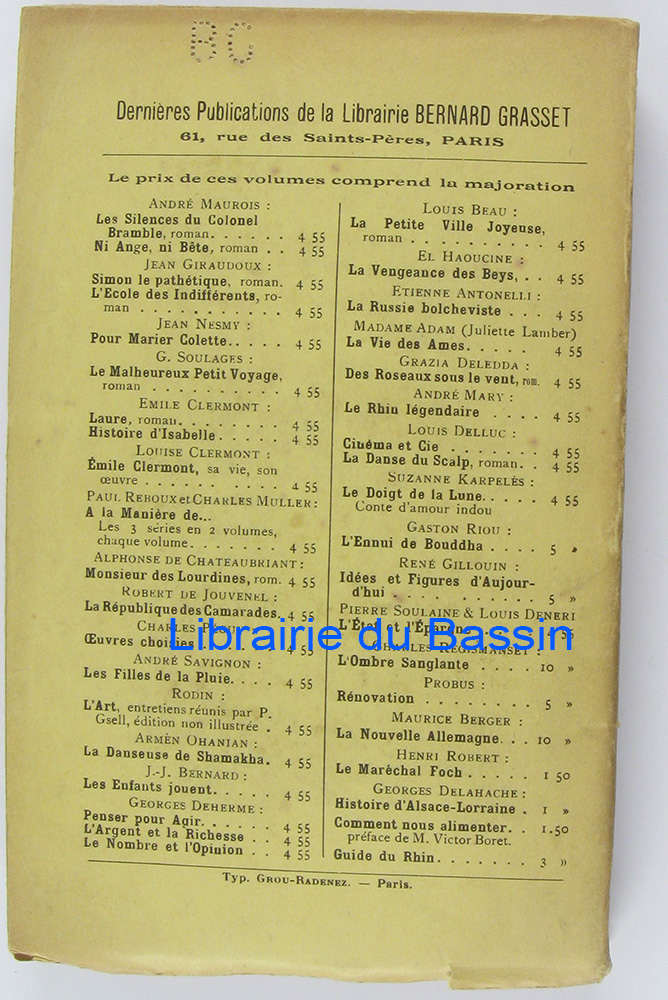 BC
Dernières Publications de la Librairie BERNARD GRASSET
61, rue des Saints-Pères, PARIS
Le prix de ces volumes comprend la majoration
ANDRÉ MAUROIS :
Les Silences du Colonel
Bramble, roman. . . . . . 4 55
Ni Ange, ni Bête, roman . . 4 55
JEAN GIRAUDOUX :
Simon le pathétique, roman. 4 55
L'Ecole des Indifférents, ro-
man . . . . . . . . . . . 4 55
JEAN NESMY :
Pour Marier Colette. . . . . 4 55
G. SOULAGES :
Le Malheureux Petit Voyage,
roman . . . . . . . . . . 4 55
EMILE CLERMONT :
Laure, roman. . . . . . . . 4 55
Histoire d'Isabelle. . . . . . 4 55
LOUISE CLERMONT :
Émile Clermont, sa vie, son
œuvre . . . . . . . . . . 4 55
PAUL REBOUX et CHARLES MULLER :
A la Manière de...
Les 3 séries en 2 volumes,
chaque volume. . . . . . . 4 55
ALPHONSE DE CHATEAUBRIANT :
Monsieur des Lourdines, rom. 4 55
ROBERT DE JOUVENEL :
La République des Camarades. 4 55
CHARLES
Œuvres choisies 4 55
ANDRÉ SAVIGNON :
Les Filles de la Pluie. . . . 4 55
RODIN :
L'Art, entretiens réunis par P.
Gsell, édition non illustrée . 4 55
ARMÈN OHANIAN :
La Danseuse de Shamakha. 4 55
J.-J. BERNARD :
Les Enfants jouent. . . . . . 4 55
GEORGES DEHERME :
Penser pour Agir. . . . . . . 4 55
L'Argent et la Richesse . . 4 55
Le Nombre et l'Opinion . . 4 55
LOUIS BEAU :
La Petite Ville Joyeuse,
roman . . . . . . . . . . 4 55
EL HAOUCINE :
La Vengeance des Beys, . . 4 55
ETIENNE ANTONELLI :
La Russie bolcheviste . . . 4 55
MADAME ADAM (Juliette Lamber)
La Vie des Ames. . . . . . 4 55
GRAZIA DELEDDA :
Des Roseaux sous le vent, rom. 4 55
ANDRÉ MARY :
Le Rhin légendaire . . . . 4 55
LOUIS DELLUC :
Cinéma et Cie . . . . . . . 4 55
La Danse du Scalp, roman. . 4 55
SUZANNE KARPELÈS :
Le Doigt de la Lune. . . . . 4 55
Conte d'amour indou
GASTON RIOU :
L'Ennui de Bouddha . . . . 5 »
RENÉ GILLOUIN :
Idées et Figures d'Aujour-
d'hui . . . . . . . . . . 5 »
PIERRE SOULAINE & LOUIS DENERI
L'État et l'Épargne 4 55
CHARLES RÉGISMANSET :
L'Ombre Sanglante . . . . 10 »
PROBUS :
Rénovation . . . . . . . . 5 »
MAURICE BERGER :
La Nouvelle Allemagne. . . 10 »
HENRI ROBERT :
Le Maréchal Foch . . . . . 1 50
GEORGES DELAHACHE :
Histoire d'Alsace-Lorraine . 1 »
Comment nous alimenter. . 1.50
préface de M. Victor Boret.
Guide du Rhin. . . . . . . . 3 »
Typ. GROU-RADENEZ. — Paris.
Librairie du Bassin